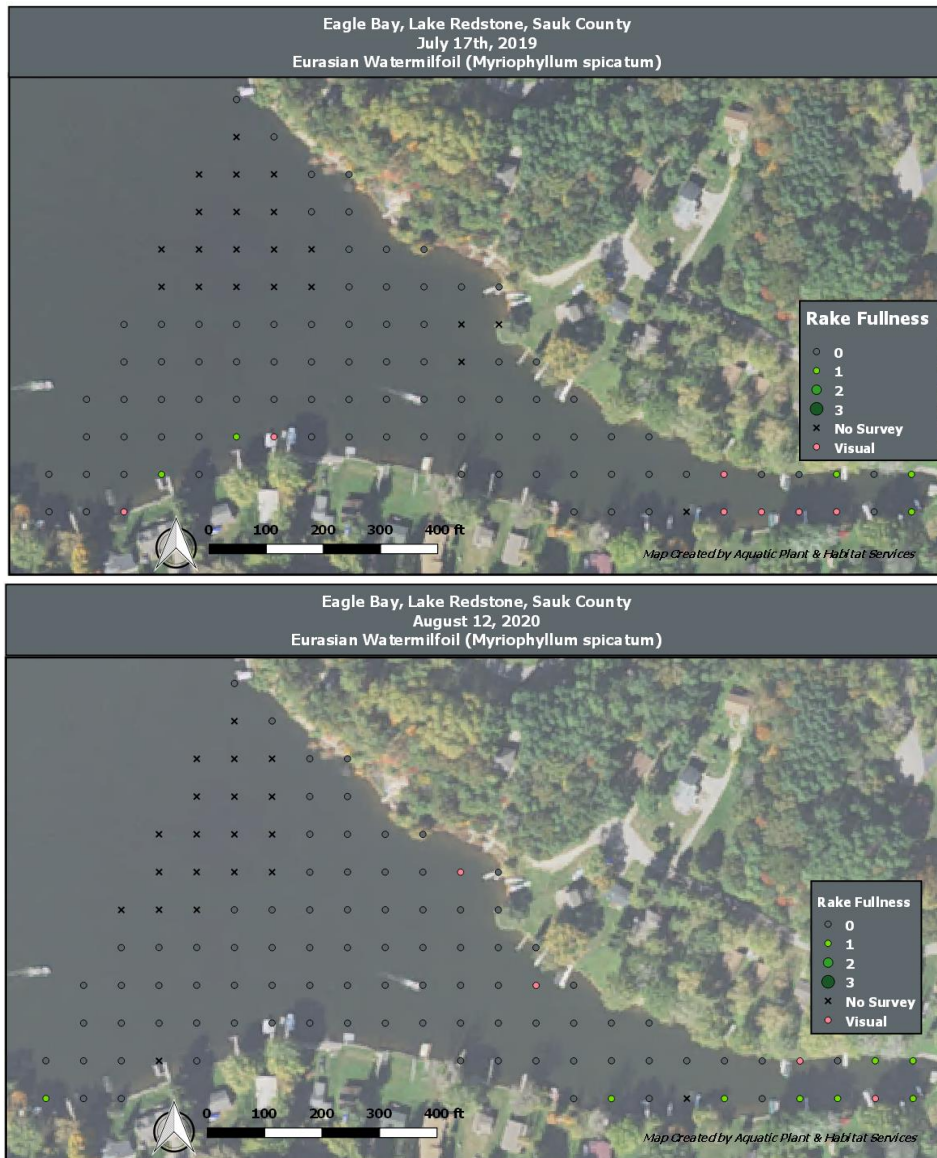 Eagle Bay, Lake Redstone, Sauk County
July 17th, 2019
Eurasian Watermilfoil (Myriophyllum spicatum)
Rake Fullness
0
1
2
3
No Survey
Visual
0 100 200 300 400 ft
Map Created by Aquatic Plant & Habitat Services
Eagle Bay, Lake Redstone, Sauk County
August 12, 2020
Eurasian Watermilfoil (Myriophyllum spicatum)
Rake Fullness
0
1
2
3
No Survey
Visual
0 100 200 300 400 ft
Map Created by Aquatic Plant & Habitat Services